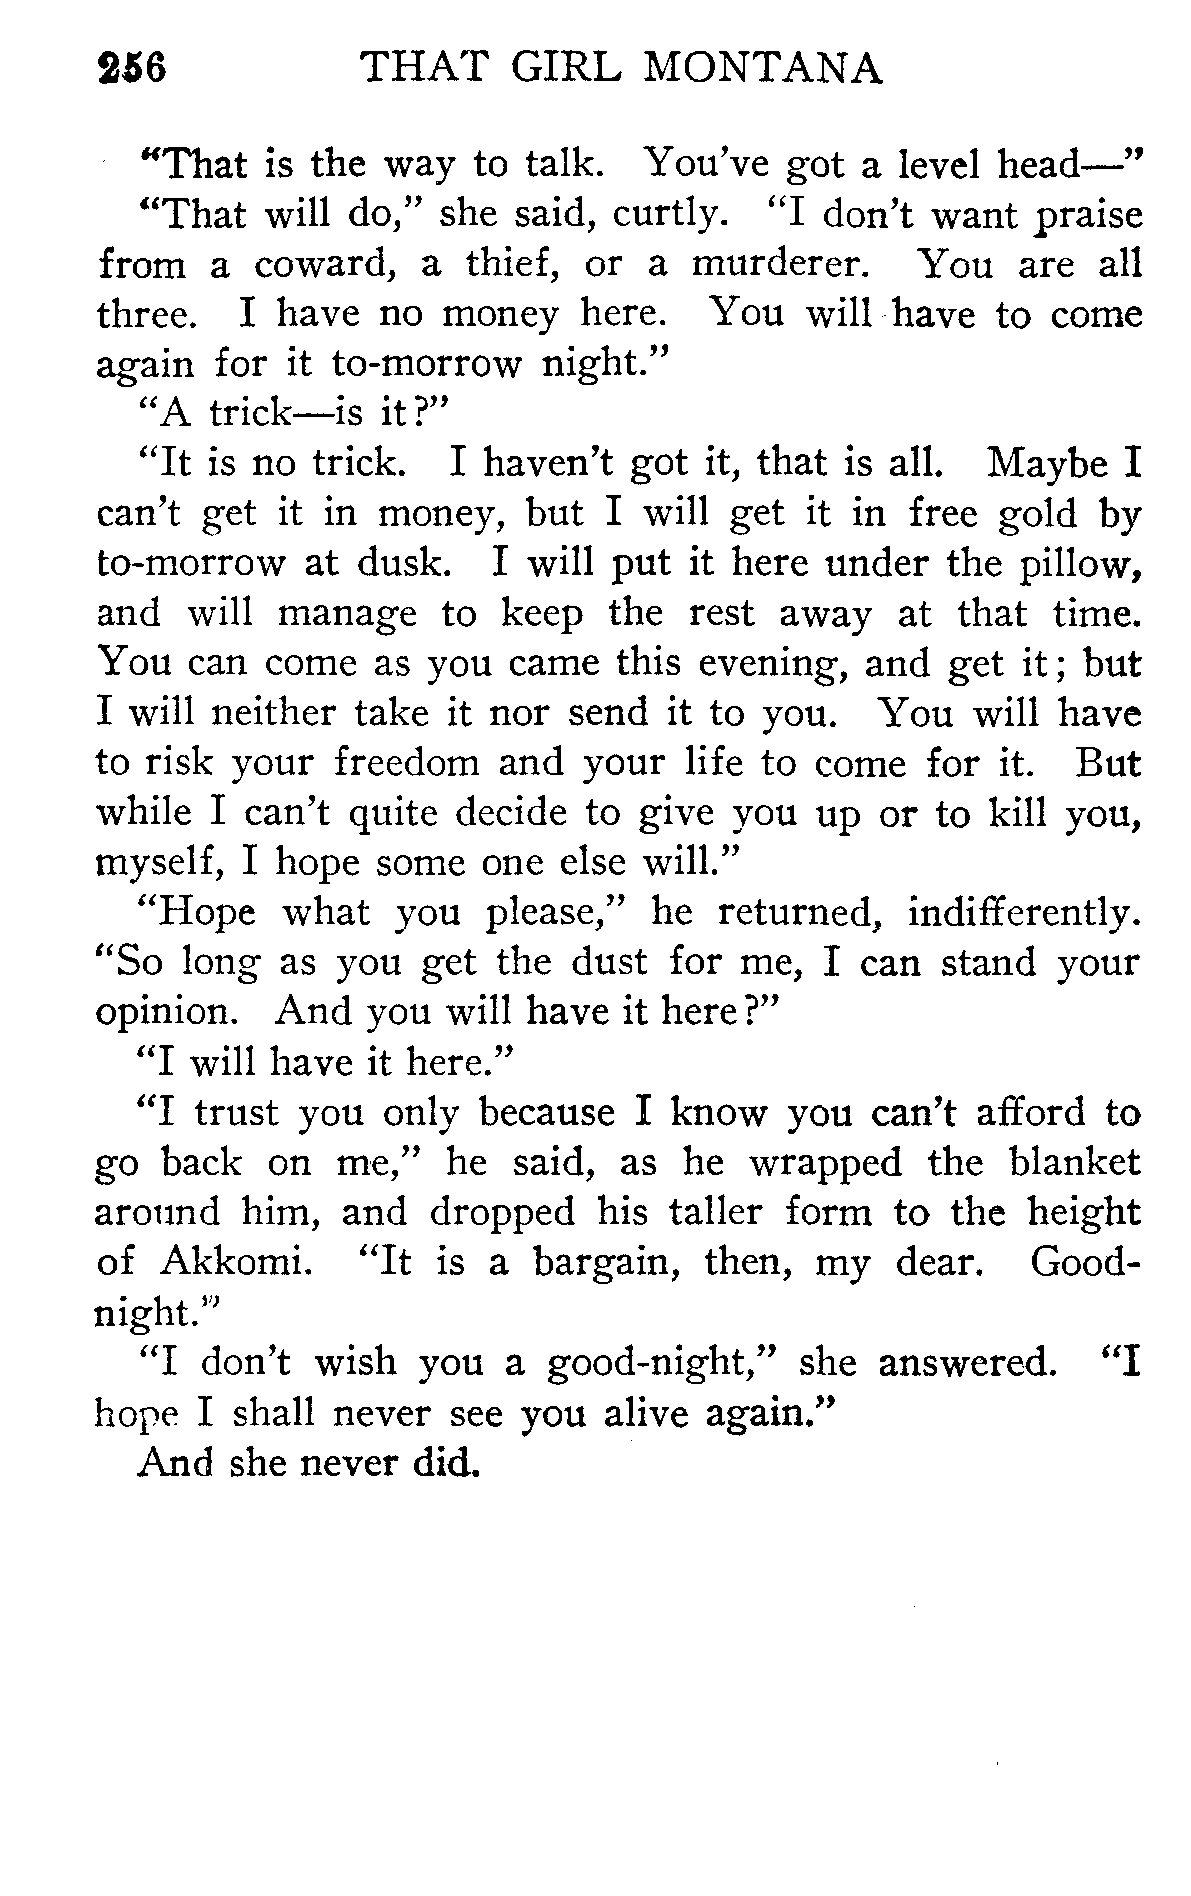 256 THAT GIRL MONTANA
“That is the way to talk. You’ve got a level head—”
“That will do,” she said, curtly. “I don’t want praise
from a coward, a thief, or a murderer. You are all
three. I have no money here. You will have to come
again for it to-morrow night.”
“A trick—is it?”
“It is no trick. I haven’t got it, that is all. Maybe I
can’t get it in money, but I will get it in free gold by
to-morrow at dusk. I will put it here under the pillow,
and will manage to keep the rest away at that time.
You can come as you came this evening, and get it; but
I will neither take it nor send it to you. You will have
to risk your freedom and your life to come for it. But
while I can’t quite decide to give you up or to kill you,
myself, I hope some one else will.”
“Hope what you please,” he returned, indifferently.
“So long as you get the dust for me, I can stand your
opinion. And you will have it here?”
“I will have it here.”
“I trust you only because I know you can’t afford to
go back on me,” he said, as he wrapped the blanket
around him, and dropped his taller form to the height
of Akkomi. “It is a bargain, then, my dear. Good-
night.”
“I don’t wish you a good-night,” she answered. “I
hope I shall never see you alive again.”
And she never did.